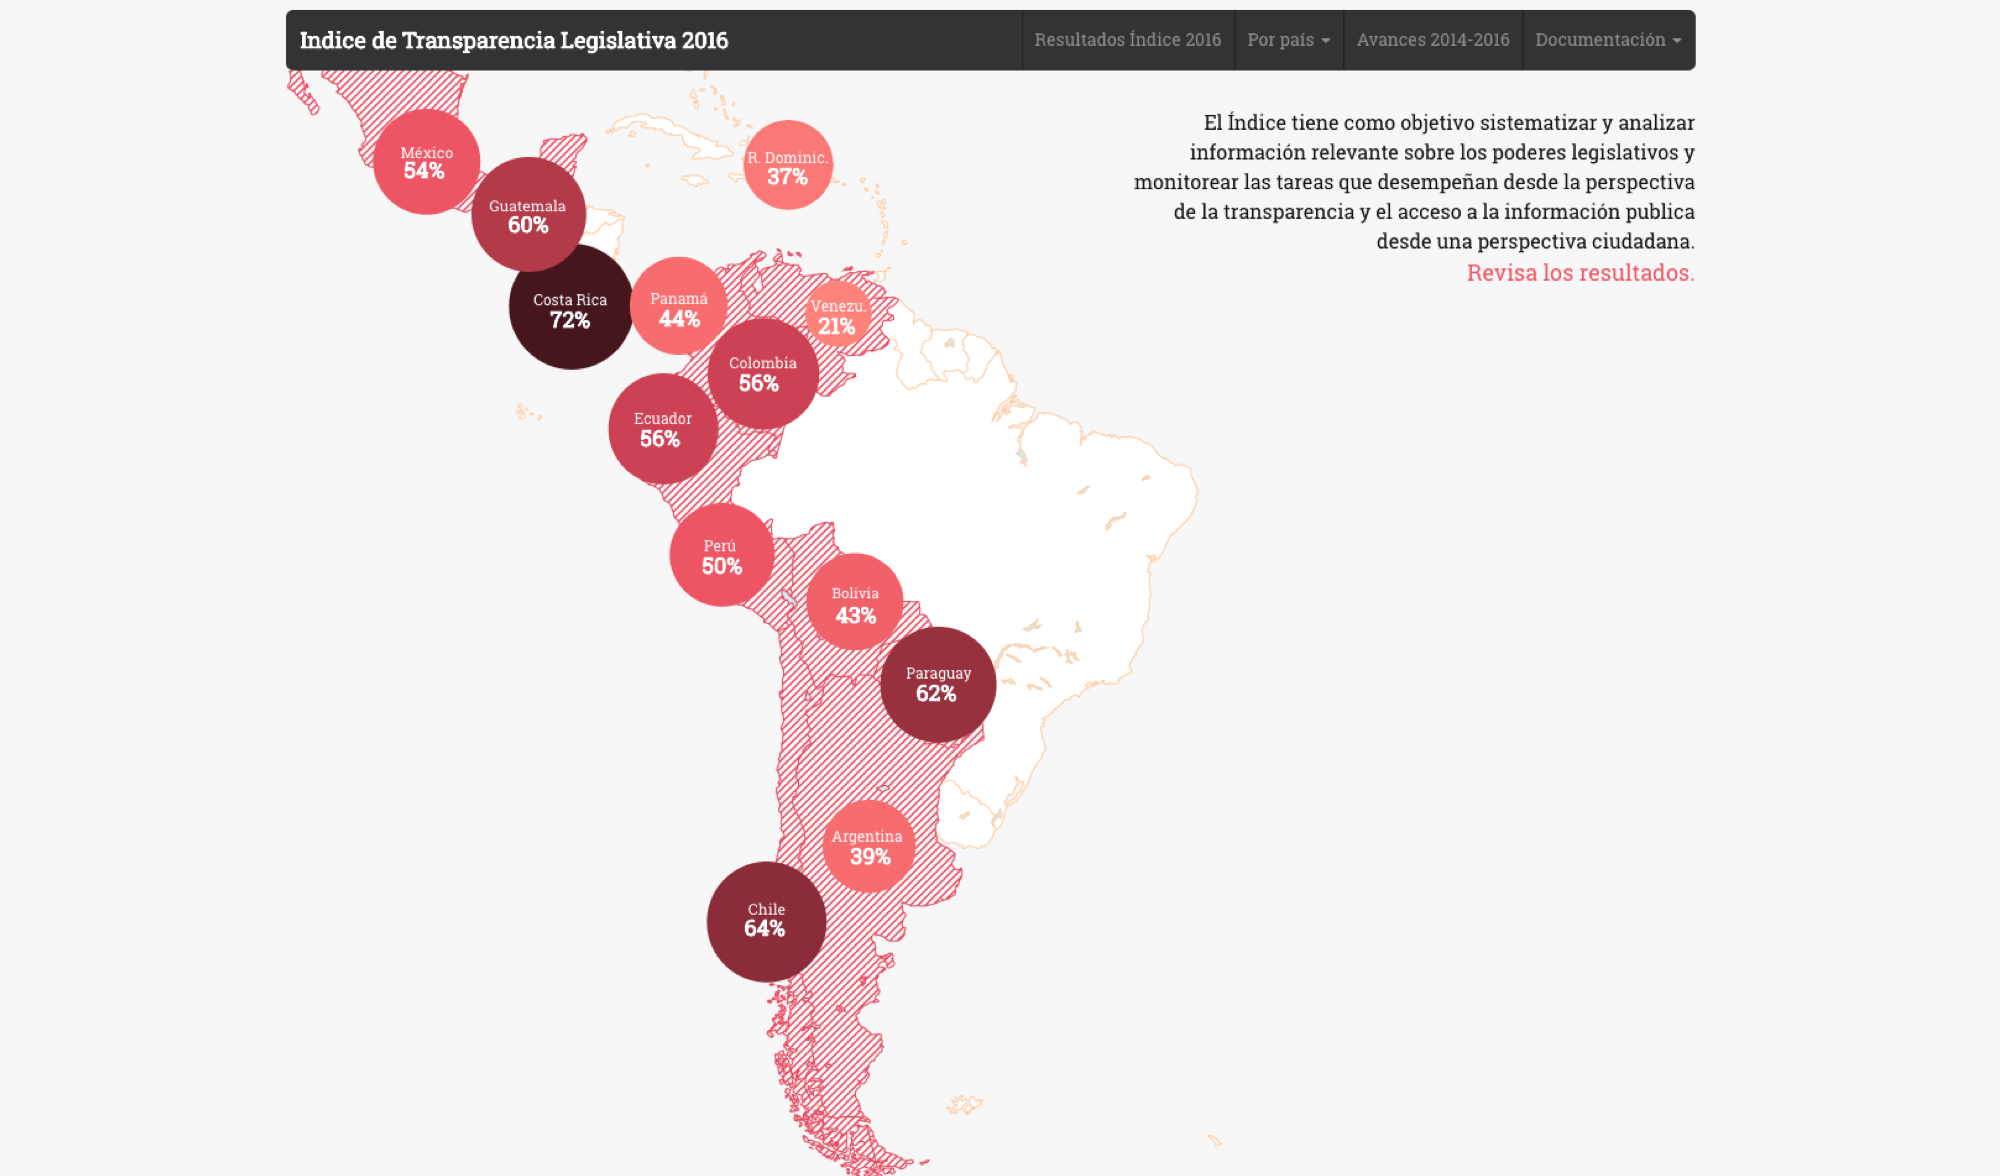 Indice de Transparencia Legislativa 2016
Resultados Índice 2016
Por país
Avances 2014-2016
Documentación
El Índice tiene como objetivo sistematizar y analizar
información relevante sobre los poderes legislativos y
monitorear las tareas que desempeñan desde la perspectiva
de la transparencia y el acceso a la información publica
desde una perspectiva ciudadana.
Revisa los resultados.
México
54%
R. Dominic.
37%
Guatemala
60%
Costa Rica
72%
Panamá
44%
Venezu.
21%
Colombia
56%
Ecuador
56%
Perú
50%
Bolivia
43%
Paraguay
62%
Argentina
39%
Chile
64%